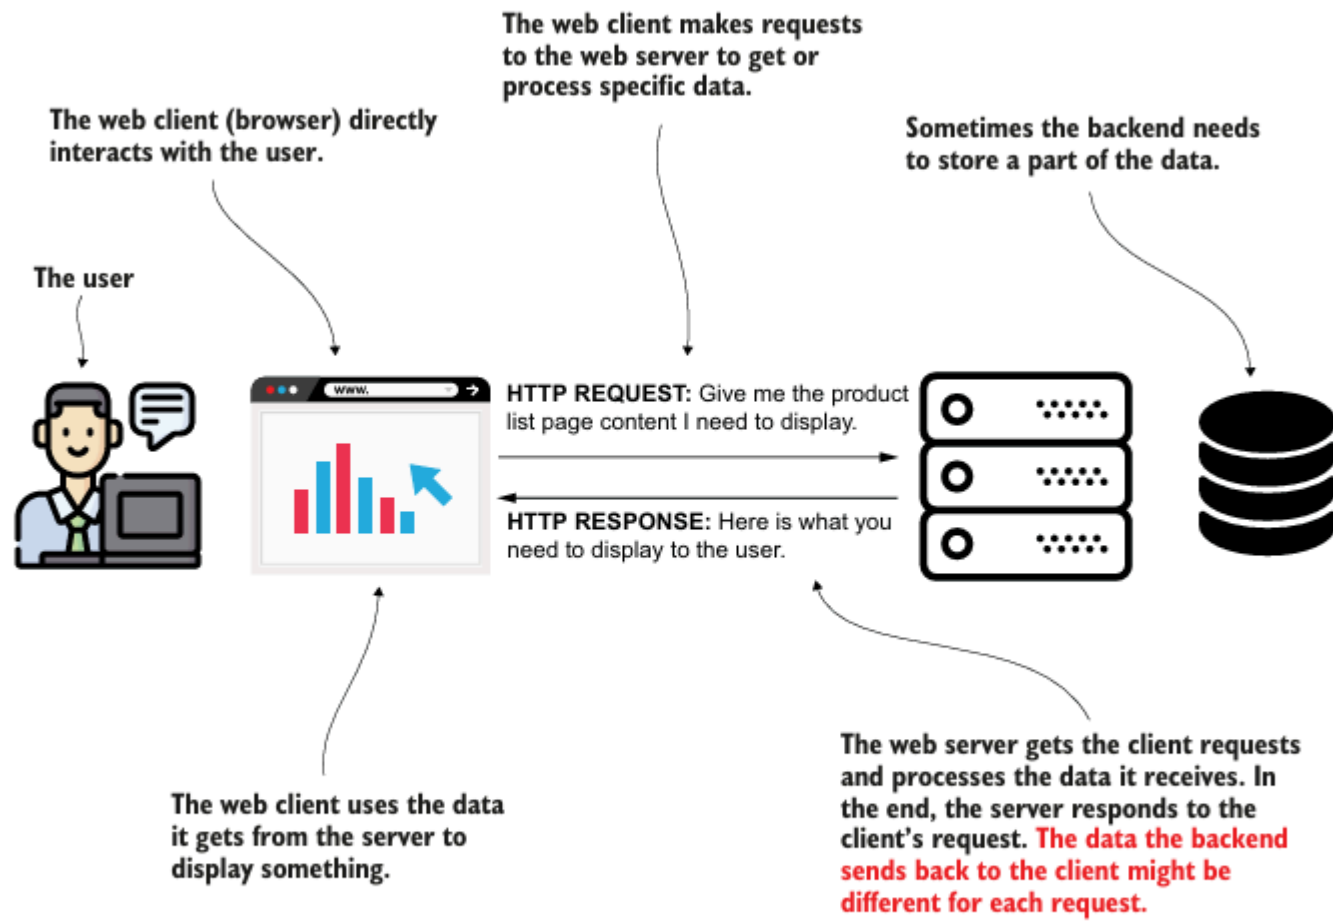 The web client makes requests
to the web server to get or
process specific data.
The web client (browser) directly
interacts with the user.
Sometimes the backend needs
to store a part of the data.
The user
www.
HTTP REQUEST: Give me the product
list page content I need to display.
HTTP RESPONSE: Here is what you
need to display to the user.
The web client uses the data
it gets from the server to
display something.
The web server gets the client requests
and processes the data it receives. In
the end, the server responds to the
client's request. The data the backend
sends back to the client might be
different for each request.